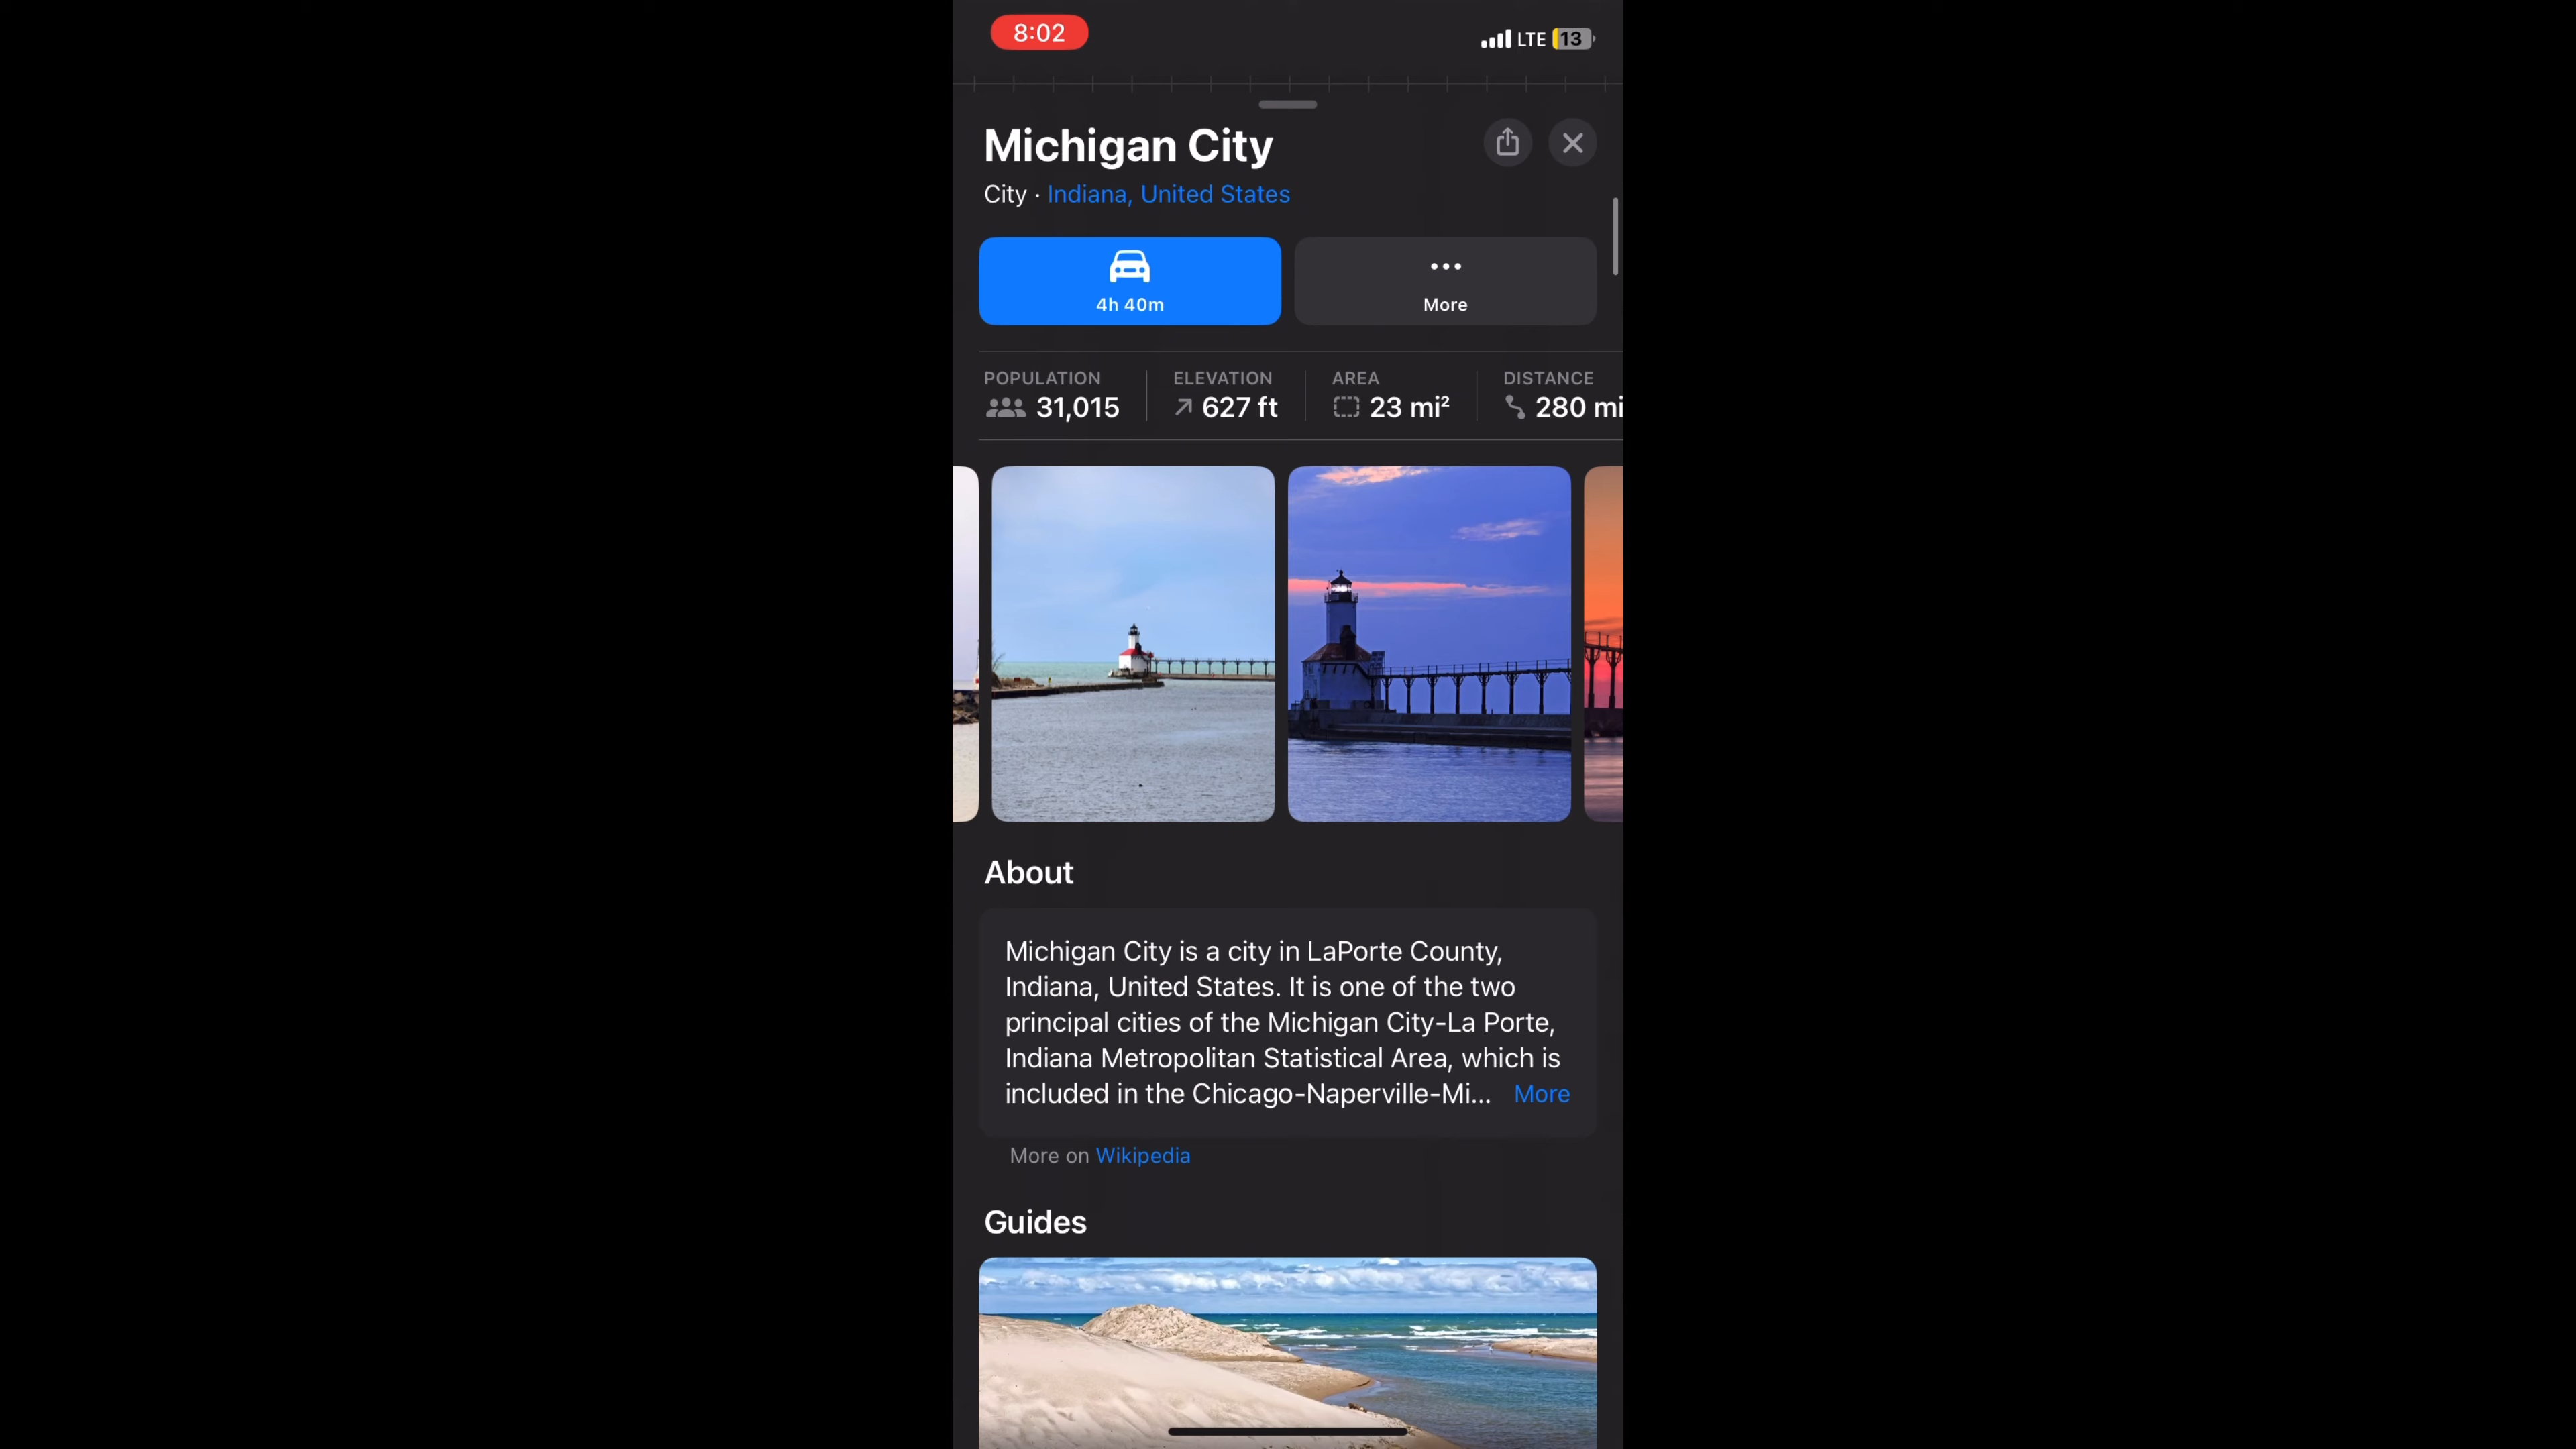 8:02
LTE 13
Michigan City
City · Indiana, United States
4h 40m
More
POPULATION
31,015
ELEVATION
627 ft
AREA
23 mi²
DISTANCE
280 mi
About
Michigan City is a city in LaPorte County,
Indiana, United States. It is one of the two
principal cities of the Michigan City-La Porte,
Indiana Metropolitan Statistical Area, which is
included in the Chicago-Naperville-Mi... More
More on Wikipedia
Guides